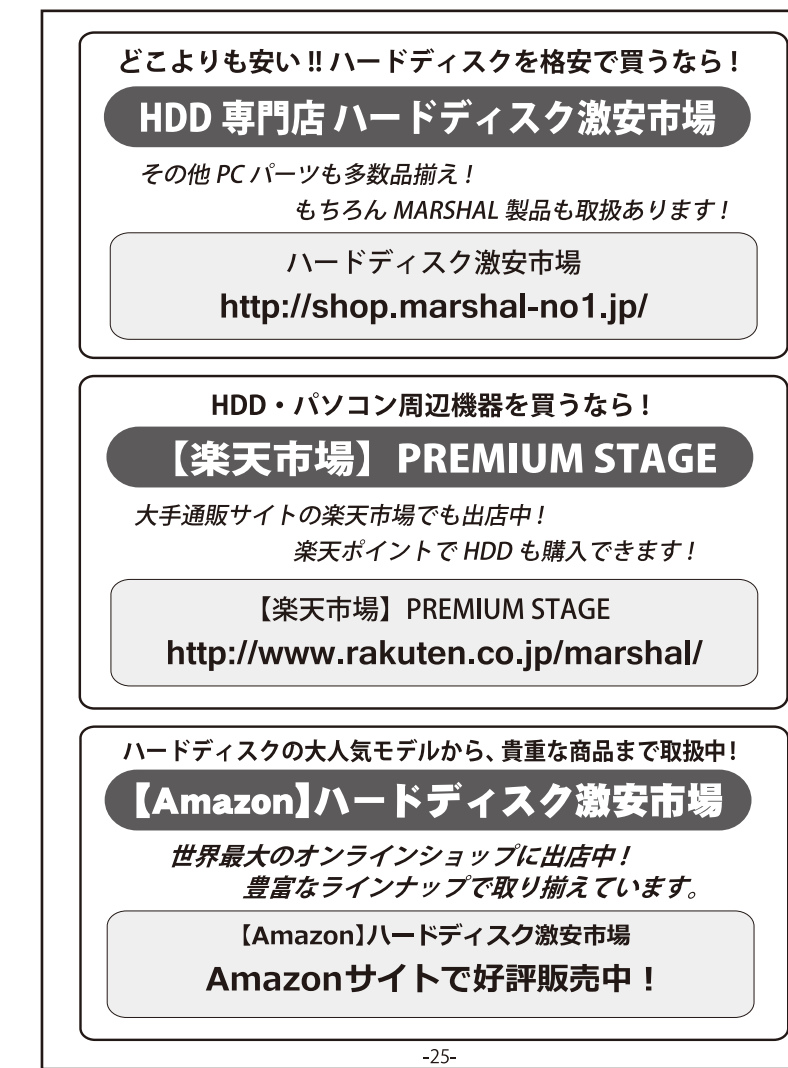 どこよりも安い!! ハードディスクを格安で買うなら!
HDD 専門店 ハードディスク激安市場
その他 PC パーツも多数品揃え!
もちろん MARSHAL 製品も取扱あります!
ハードディスク激安市場
http://shop.marshal-no1.jp/
HDD・パソコン周辺機器を買うなら!
【楽天市場】PREMIUM STAGE
大手通販サイトの楽天市場でも出店中!
楽天ポイントで HDD も購入できます!
【楽天市場】PREMIUM STAGE
http://www.rakuten.co.jp/marshal/
ハードディスクの大人気モデルから、貴重な商品まで取扱中!
【Amazon】ハードディスク激安市場
世界最大のオンラインショップに出店中!
豊富なラインナップで取り揃えています。
【Amazon】ハードディスク激安市場
Amazonサイトで好評販売中！
-25-